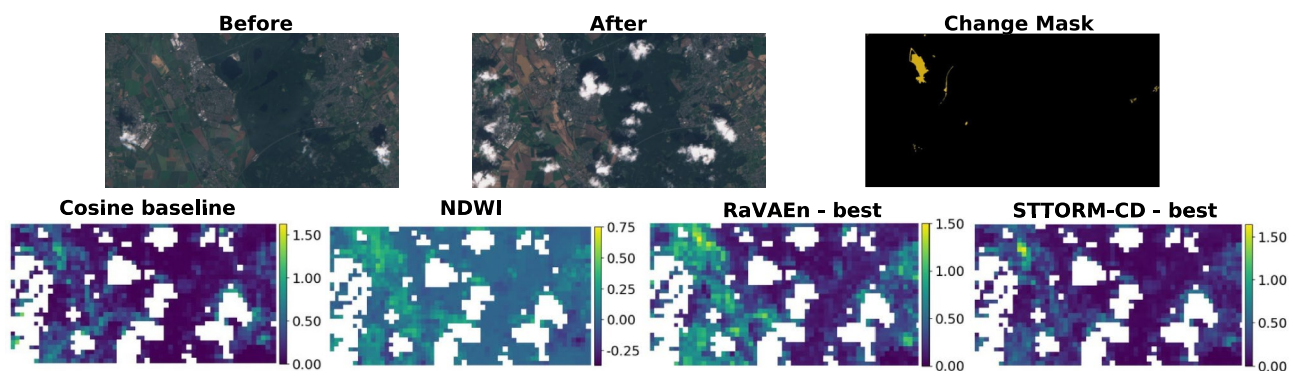 Before
After
Change Mask
Cosine baseline
NDWI
RaVAEn - best
STTORM-CD - best
1.50
1.00
0.50
0.00
0.75
0.50
0.25
0.00
-0.25
1.50
1.00
0.50
0.00
1.50
1.00
0.50
0.00